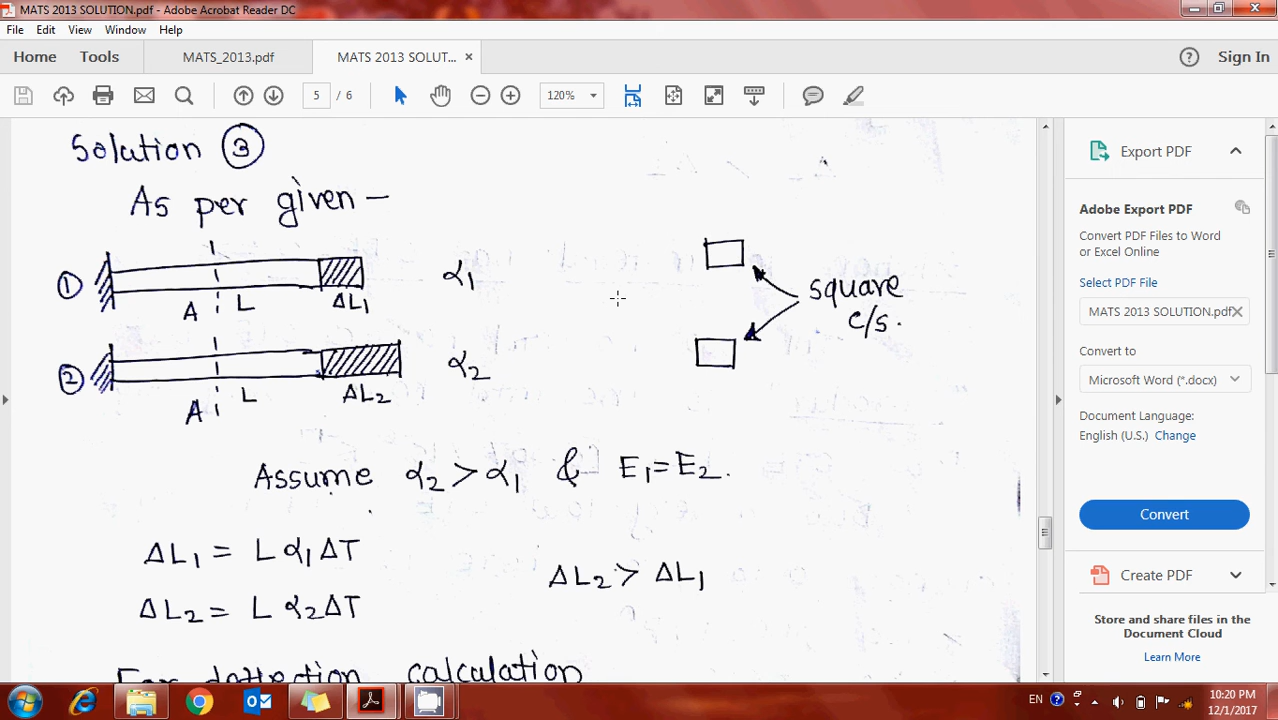 MATS 2013 SOLUTION.pdf - Adobe Acrobat Reader DC
File Edit View Window Help
Home Tools MATS_2013.pdf MATS 2013 SOLUT... × ? Sign In
5 / 6 120%
Solution ③
As per given —
① A L ΔL₁ α₁
square
c/s.
② A L ΔL₂ α₂
Assume α₂ > α₁ & E₁=E₂.
ΔL₁ = L α₁ ΔT
ΔL₂ > ΔL₁
ΔL₂ = L α₂ ΔT
calculation
Export PDF
Adobe Export PDF
Convert PDF Files to Word
or Excel Online
Select PDF File
MATS 2013 SOLUTION.pdf
Convert to
Microsoft Word (*.docx)
Document Language:
English (U.S.) Change
Convert
Create PDF
Store and share files in the
Document Cloud
Learn More
EN 10:20 PM
12/1/2017